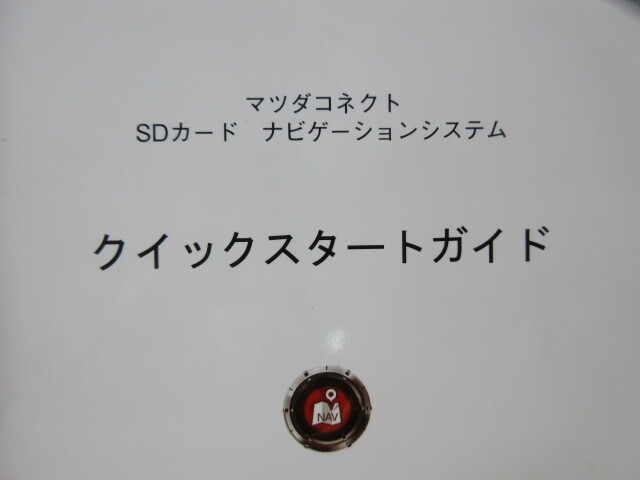 マツダコネクト
SDカード ナビゲーションシステム
クイックスタートガイド
NAV